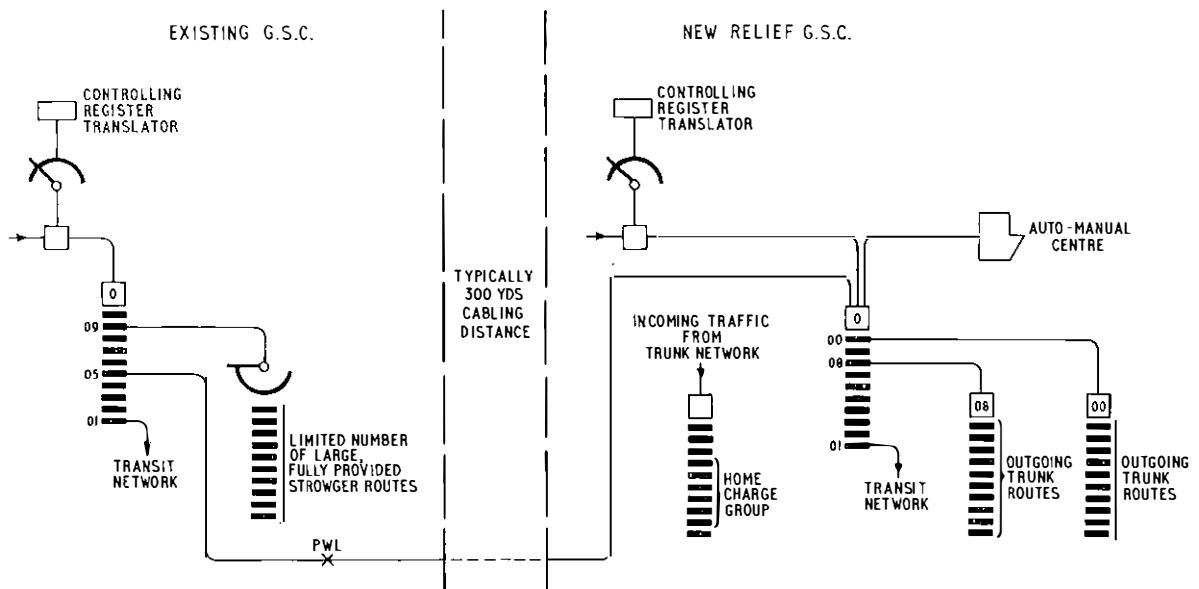 EXISTING G.S.C.
CONTROLLING
REGISTER
TRANSLATOR
0
09
05
01
TRANSIT
NETWORK
LIMITED NUMBER
OF LARGE,
FULLY PROVIDED
STROWGER ROUTES
PWL
TYPICALLY
300 YDS
CABLING
DISTANCE
NEW RELIEF G.S.C.
CONTROLLING
REGISTER
TRANSLATOR
AUTO-MANUAL
CENTRE
INCOMING TRAFFIC
FROM
TRUNK NETWORK
HOME
CHARGE
GROUP
0
00
08
01
TRANSIT
NETWORK
08
OUTGOING
TRUNK
ROUTES
00
OUTGOING
TRUNK
ROUTES